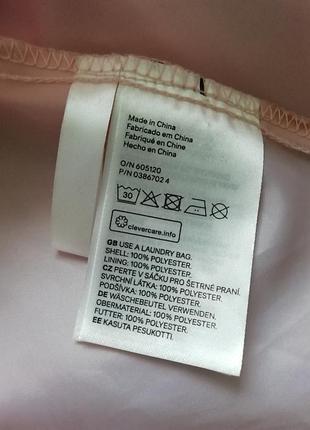 Made in China
Fabricado em China
Fabriqué en Chine
Hecho en China
O/N 605120
P/N 0386702 4
30
clevercare.info
GB USE A LAUNDRY BAG.
SHELL: 100% POLYESTER.
LINING: 100% POLYESTER.
CZ PERTE V SÁČKU PRO ŠETRNÉ PRANÍ.
SVRCHNÍ LÁTKA: 100% POLYESTER.
PODŠÍVKA: 100% POLYESTER.
DE WÄSCHEBEUTEL VERWENDEN.
OBERMATERIAL: 100% POLYESTER.
FUTTER: 100% POLYESTER.
EE KASUTA PESUKOTTI.